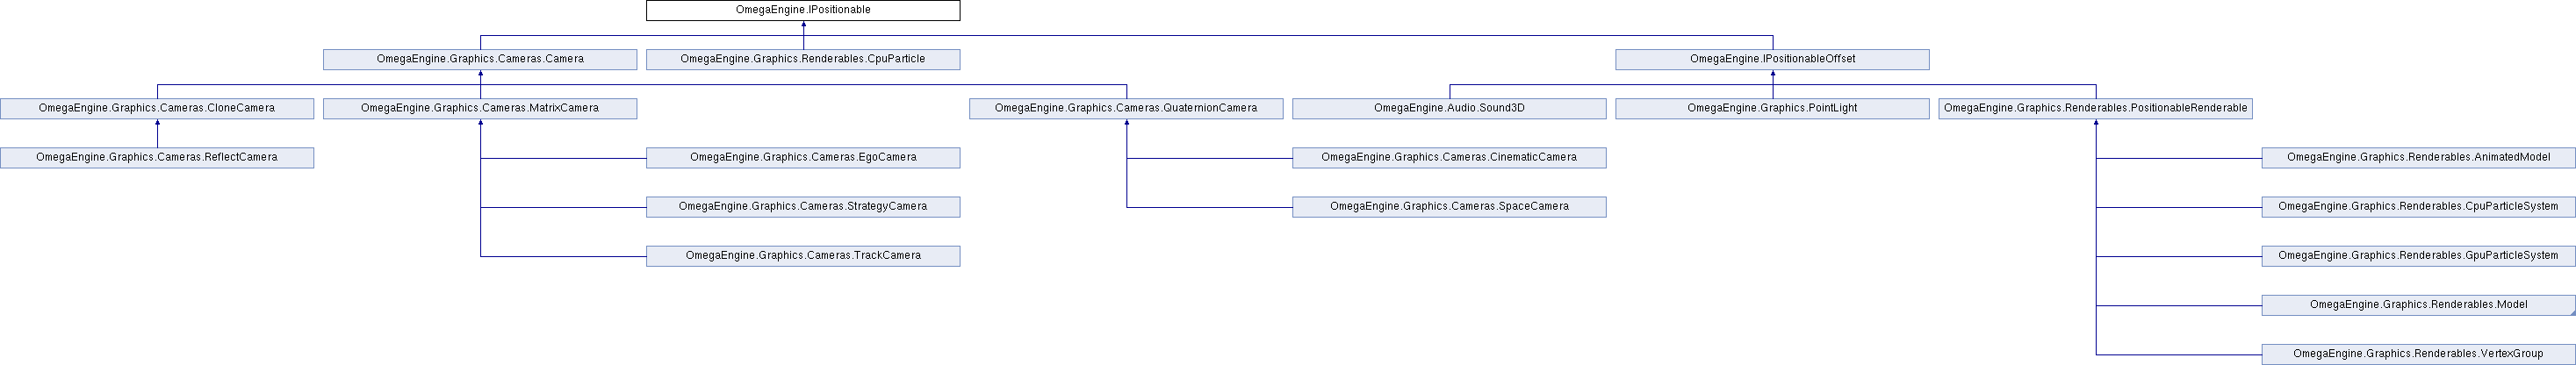 OmegaEngine.IPositionable
OmegaEngine.Graphics.Cameras.Camera
OmegaEngine.Graphics.Renderables.CpuParticle
OmegaEngine.IPositionableOffset
OmegaEngine.Graphics.Cameras.CloneCamera
OmegaEngine.Graphics.Cameras.MatrixCamera
OmegaEngine.Graphics.Cameras.QuaternionCamera
OmegaEngine.Audio.Sound3D
OmegaEngine.Graphics.PointLight
OmegaEngine.Graphics.Renderables.PositionableRenderable
OmegaEngine.Graphics.Cameras.ReflectCamera
OmegaEngine.Graphics.Cameras.EgoCamera
OmegaEngine.Graphics.Cameras.CinematicCamera
OmegaEngine.Graphics.Renderables.AnimatedModel
OmegaEngine.Graphics.Cameras.StrategyCamera
OmegaEngine.Graphics.Cameras.SpaceCamera
OmegaEngine.Graphics.Renderables.CpuParticleSystem
OmegaEngine.Graphics.Cameras.TrackCamera
OmegaEngine.Graphics.Renderables.GpuParticleSystem
OmegaEngine.Graphics.Renderables.Model
OmegaEngine.Graphics.Renderables.VertexGroup